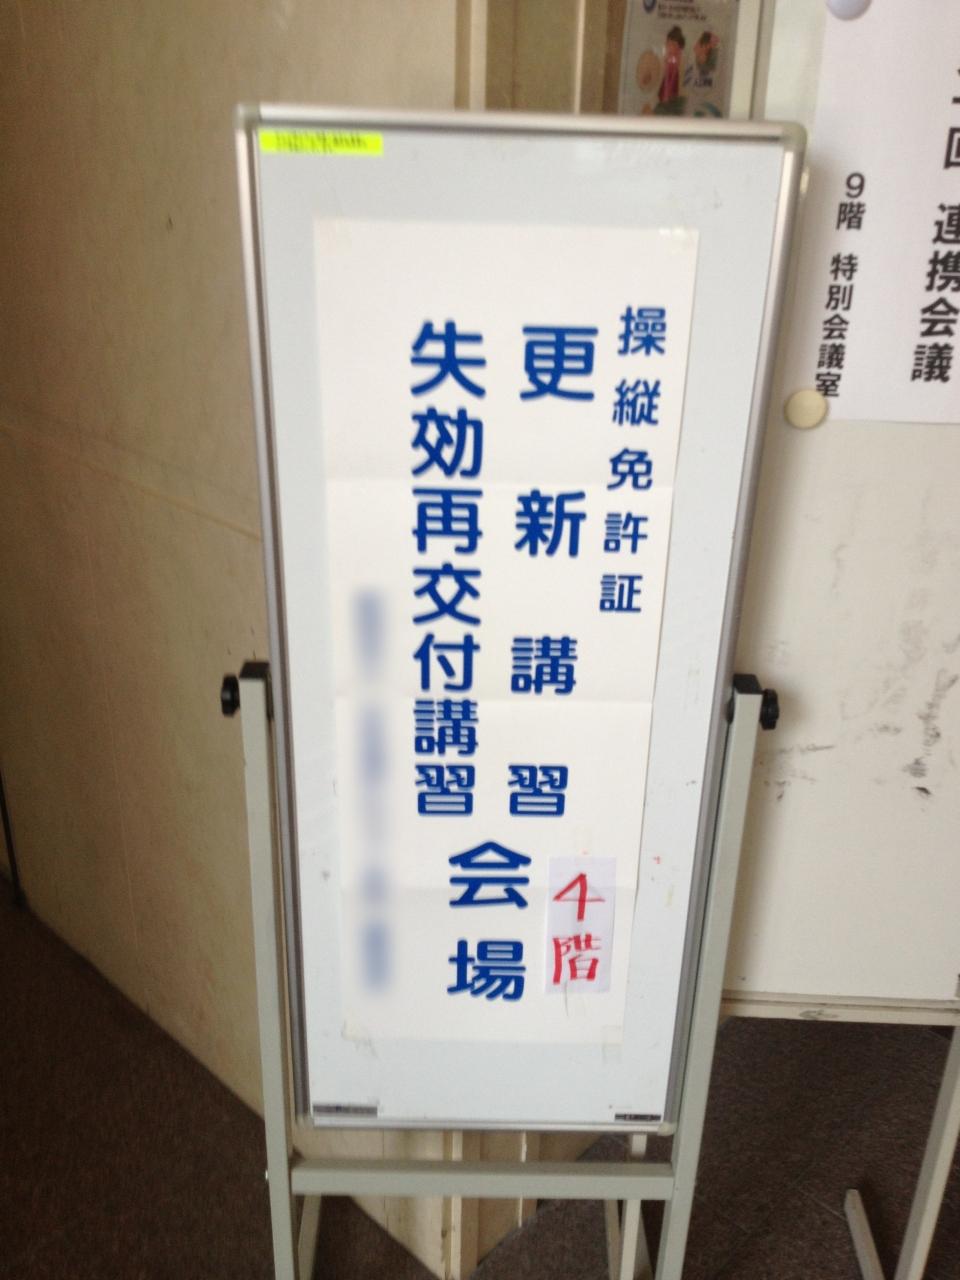 操縦免許証
更新講習
失効再交付講習
会場
4階
連携会議
9階 特別会議室